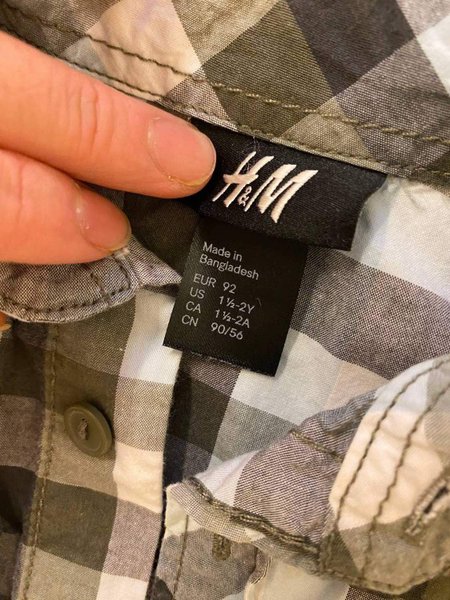 H&M
Made in
Bangladesh
EUR 92
US 1½-2Y
CA 1½-2A
CN 90/56